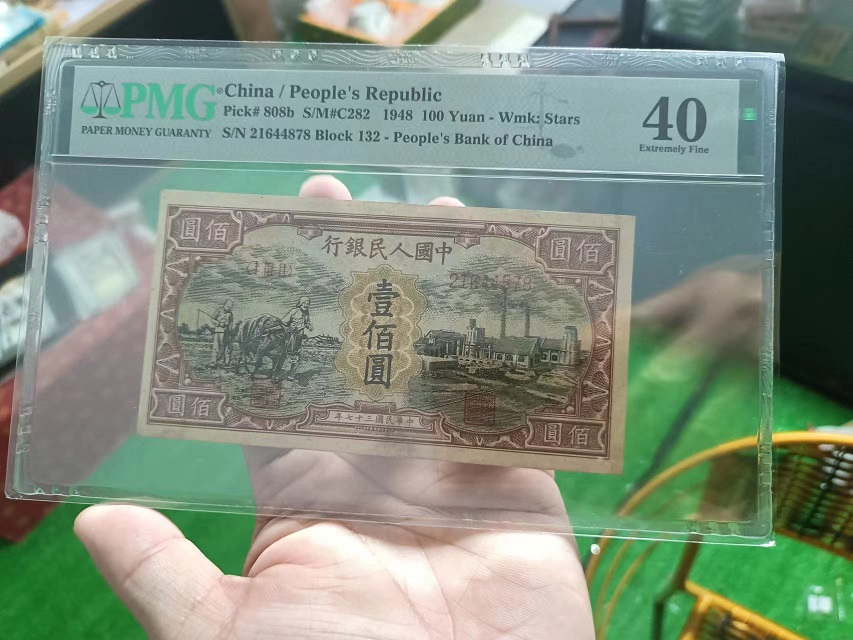 PMG®
PAPER MONEY GUARANTY
China / People's Republic
Pick# 808b S/M#C282 1948 100 Yuan - Wmk: Stars
S/N 21644878 Block 132 - People's Bank of China
40
Extremely Fine
圓佰
行銀民人國中
圓佰
21644878
壹佰圓
圓佰
年七十三國民華中
圓佰